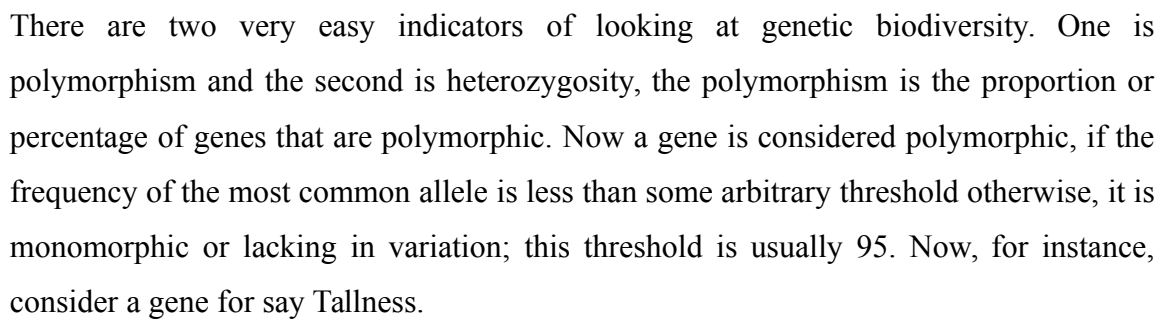 There are two very easy indicators of looking at genetic biodiversity. One is
polymorphism and the second is heterozygosity, the polymorphism is the proportion or
percentage of genes that are polymorphic. Now a gene is considered polymorphic, if the
frequency of the most common allele is less than some arbitrary threshold otherwise, it is
monomorphic or lacking in variation; this threshold is usually 95. Now, for instance,
consider a gene for say Tallness.